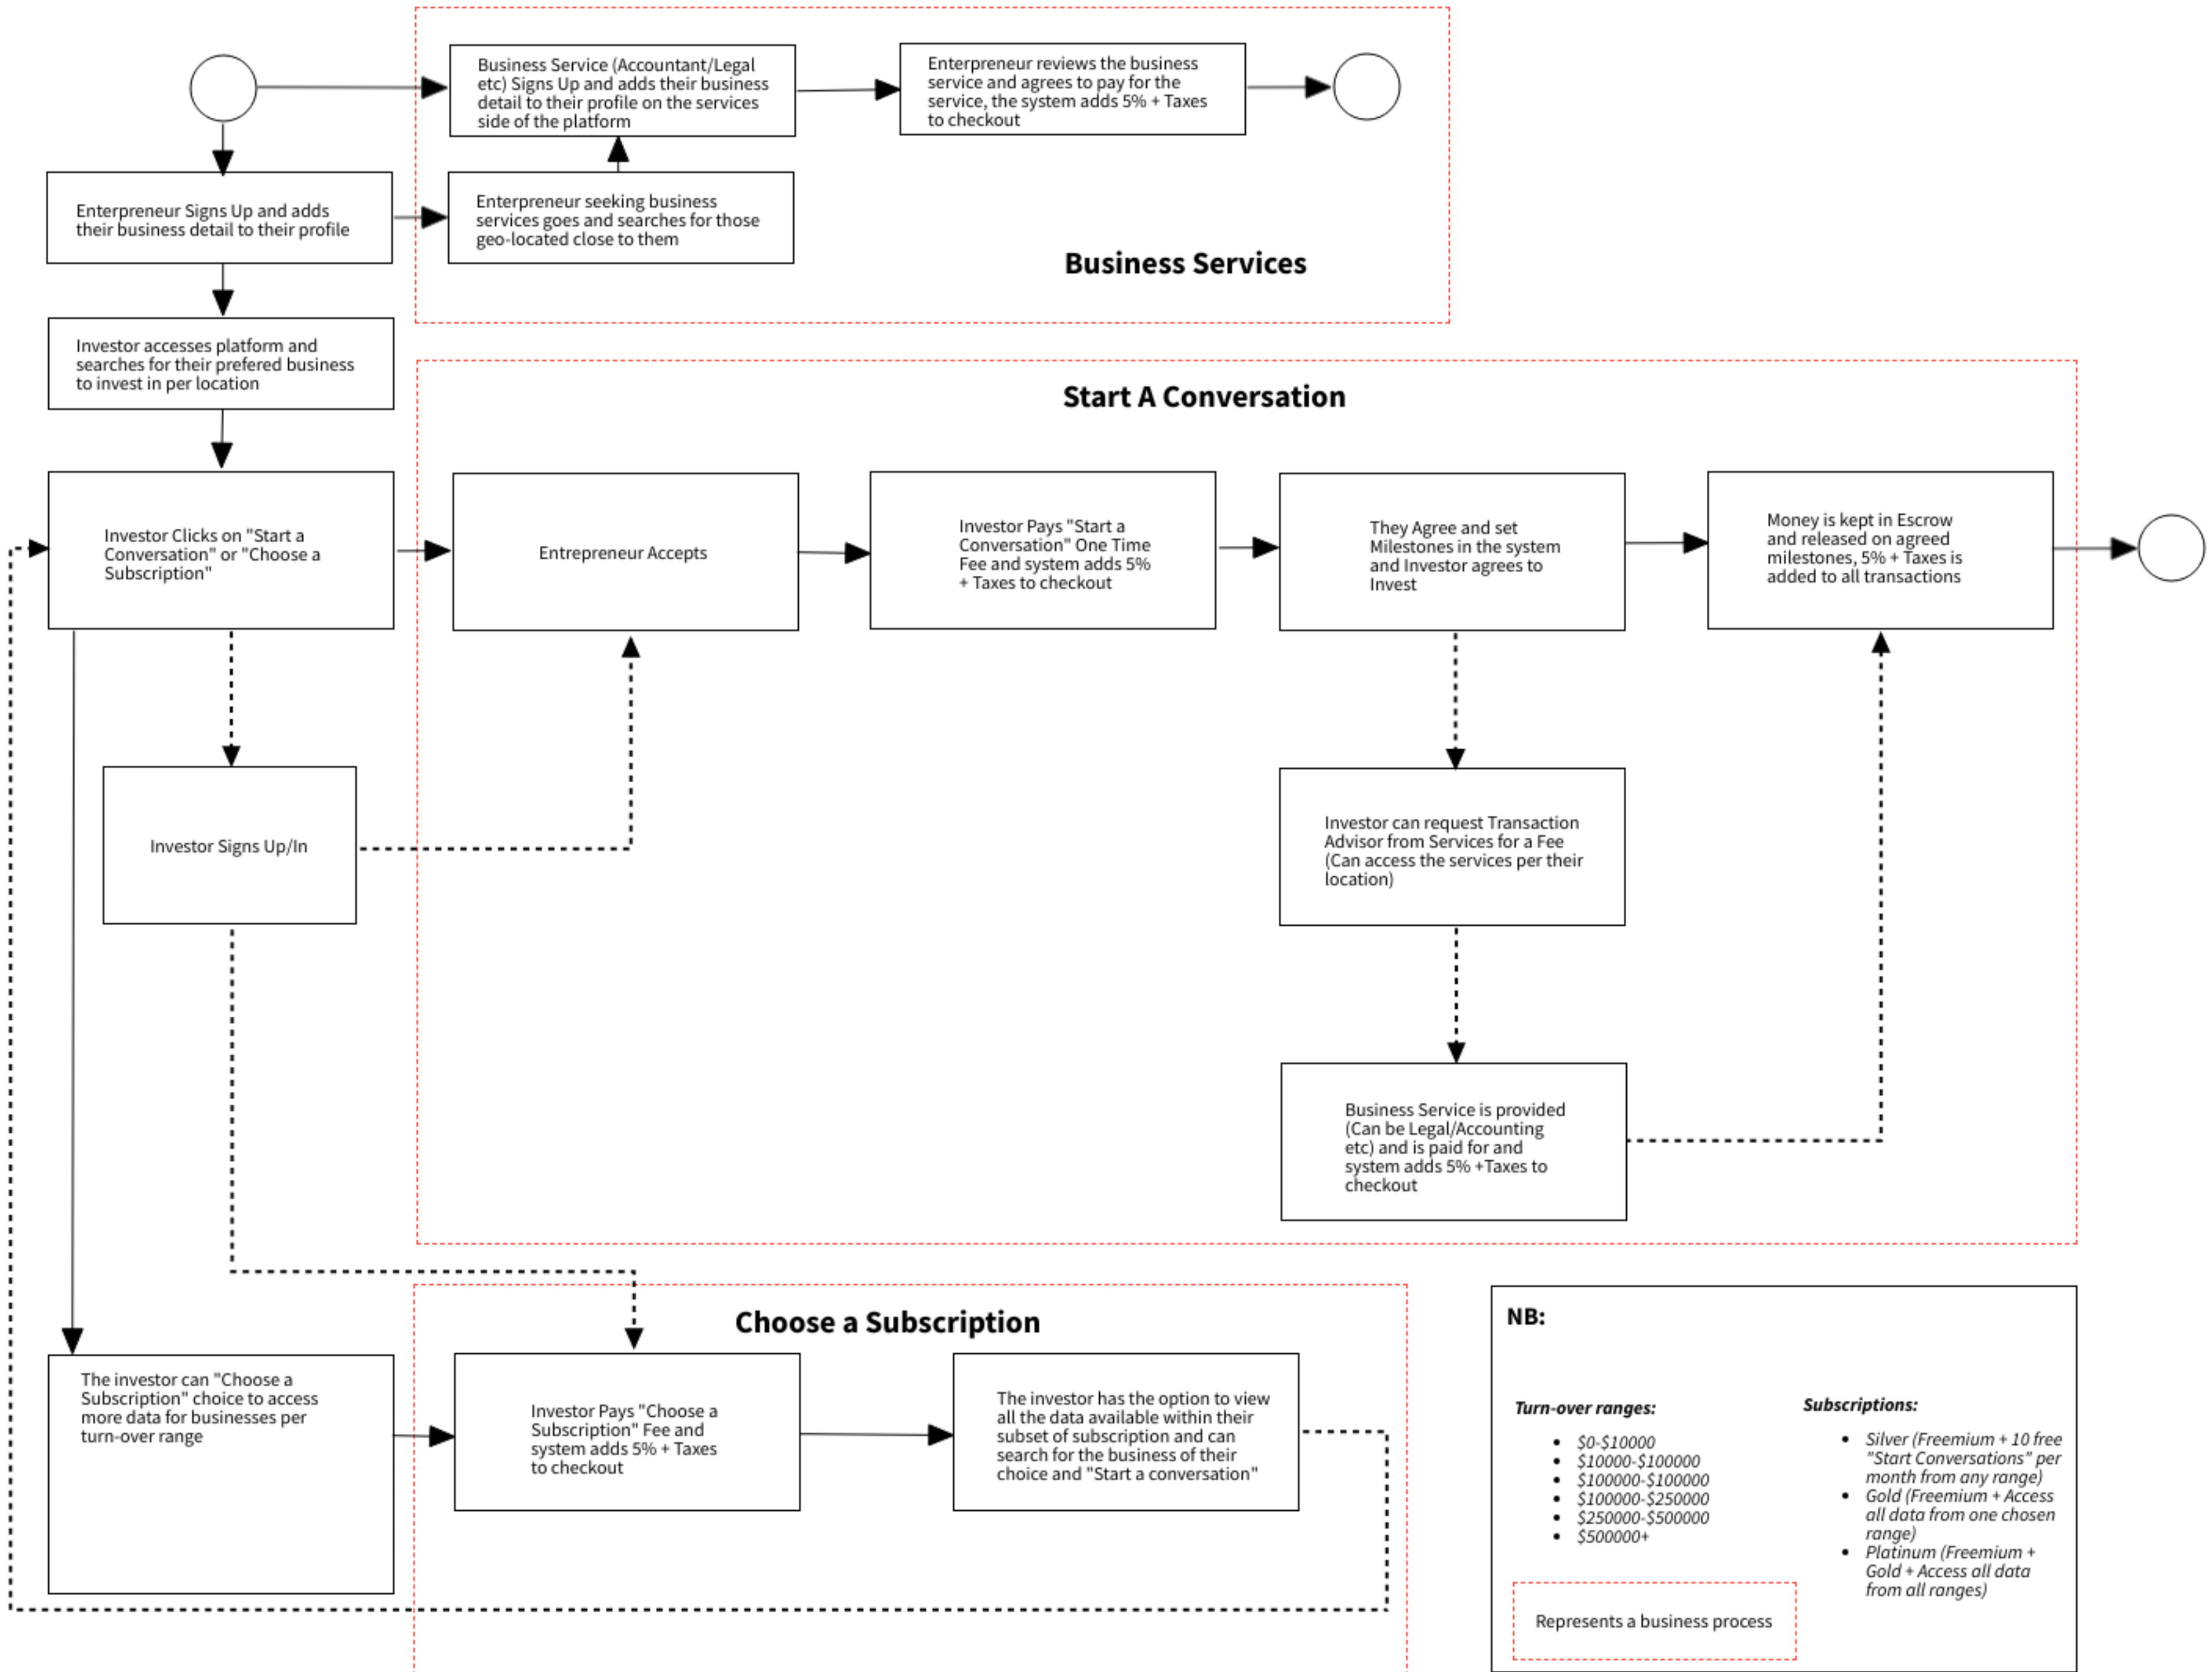 Business Service (Accountant/Legal
etc) Signs Up and adds their business
detail to their profile on the services
side of the platform
Enterpreneur reviews the business
service and agrees to pay for the
service, the system adds 5% + Taxes
to checkout
Enterpreneur Signs Up and adds
their business detail to their profile
Enterpreneur seeking business
services goes and searches for those
geo-located close to them
Business Services
Investor accesses platform and
searches for their prefered business
to invest in per location
Start A Conversation
Investor Clicks on "Start a
Conversation" or "Choose a
Subscription"
Entrepreneur Accepts
Investor Pays "Start a
Conversation" One Time
Fee and system adds 5%
+ Taxes to checkout
They Agree and set
Milestones in the system
and Investor agrees to
Invest
Money is kept in Escrow
and released on agreed
milestones, 5% + Taxes is
added to all transactions
Investor Signs Up/In
Investor can request Transaction
Advisor from Services for a Fee
(Can access the services per their
location)
Business Service is provided
(Can be Legal/Accounting
etc) and is paid for and
system adds 5% +Taxes to
checkout
Choose a Subscription
The investor can "Choose a
Subscription" choice to access
more data for businesses per
turn-over range
Investor Pays "Choose a
Subscription" Fee and
system adds 5% + Taxes
to checkout
The investor has the option to view
all the data available within their
subset of subscription and can
search for the business of their
choice and "Start a conversation"
NB:
Turn-over ranges:
• $0-$10000
• $10000-$100000
• $100000-$100000
• $100000-$250000
• $250000-$500000
• $500000+
Subscriptions:
• Silver (Freemium + 10 free
"Start Conversations" per
month from any range)
• Gold (Freemium + Access
all data from one chosen
range)
• Platinum (Freemium +
Gold + Access all data
from all ranges)
Represents a business process